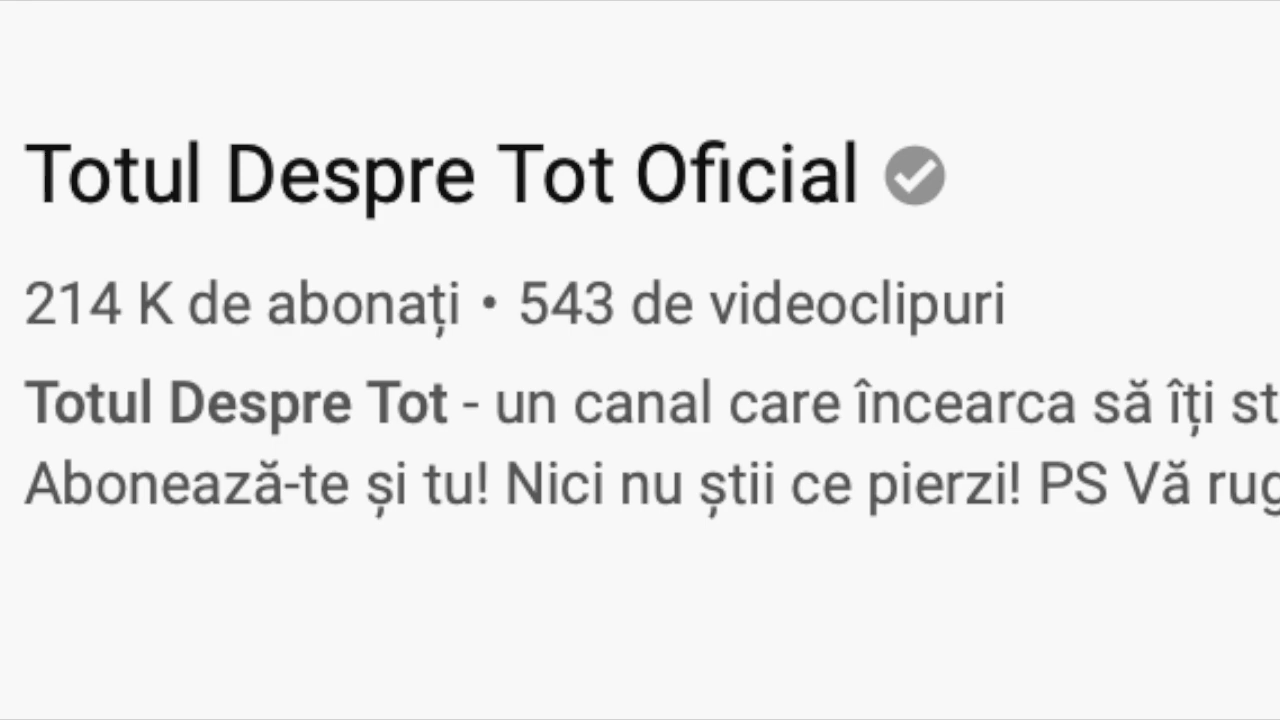 Totul Despre Tot Oficial
214 K de abonați • 543 de videoclipuri
Totul Despre Tot - un canal care încearca să îți st
Abonează-te și tu! Nici nu știi ce pierzi! PS Vă rug